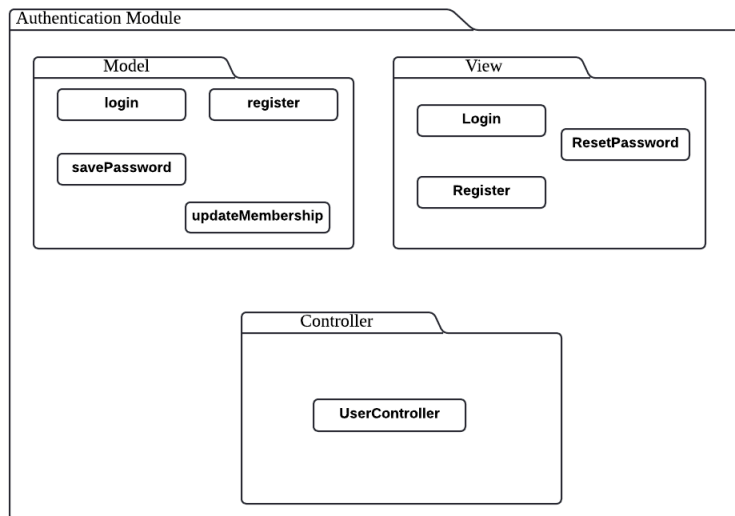 Authentication Module
Model
login
register
savePassword
updateMembership
View
Login
ResetPassword
Register
Controller
UserController